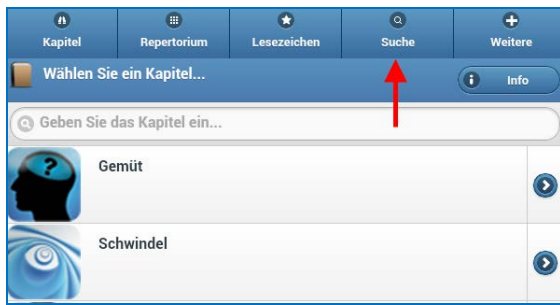 Kapitel Repertorium Lesezeichen Suche Weitere
Wählen Sie ein Kapitel... Info
Geben Sie das Kapitel ein...
Gemüt
Schwindel